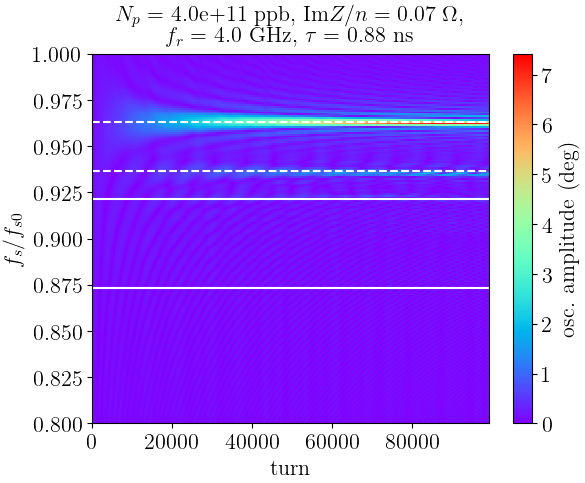 N_p = 4.0e+11 ppb, ImZ/n = 0.07 Ω,
f_r = 4.0 GHz, τ = 0.88 ns
1.000
0.975
0.950
0.925
0.900
0.875
0.850
0.825
0.800
f_s/f_{s0}
0 20000 40000 60000 80000
turn
7
6
5
4
3
2
1
0
osc. amplitude (deg)